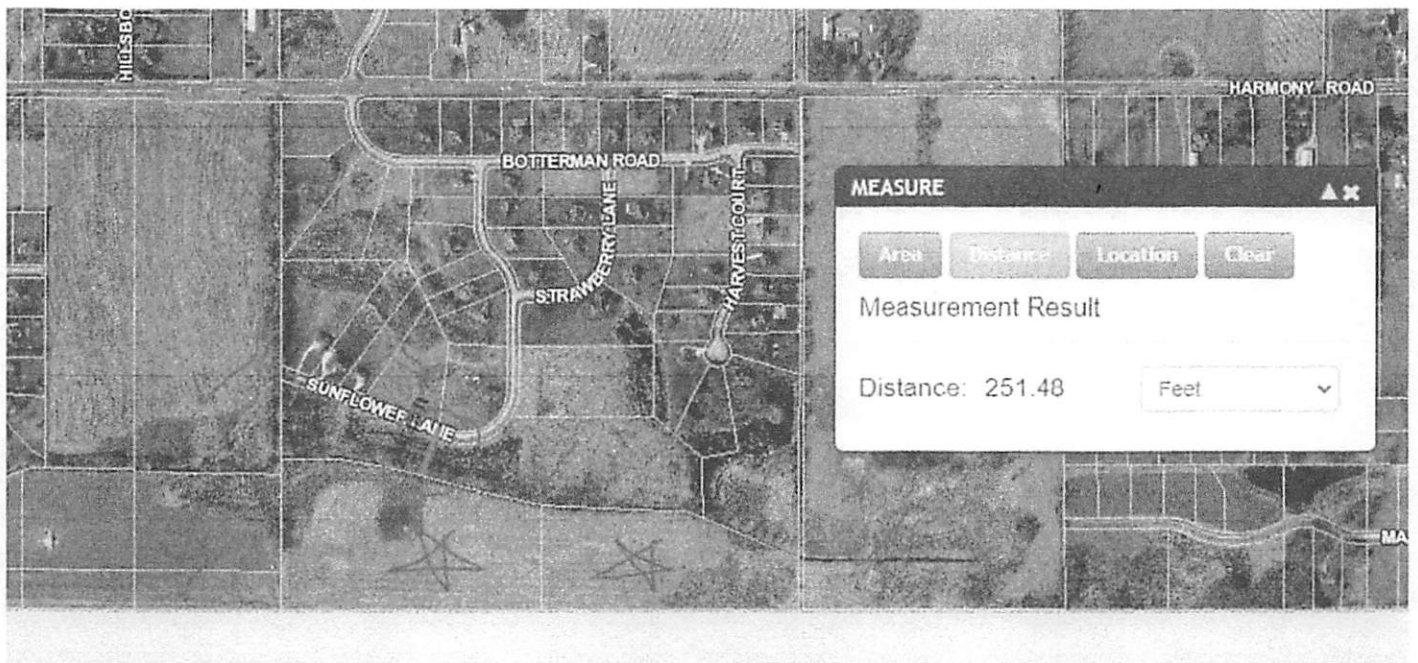 HILLSBO
HARMONY ROAD
BOTTERMAN ROAD
STRAWBERRY LANE
HARVEST COURT
SUNFLOWER LANE
MA
MEASURE
Area Distance Location Clear
Measurement Result
Distance: 251.48 Feet